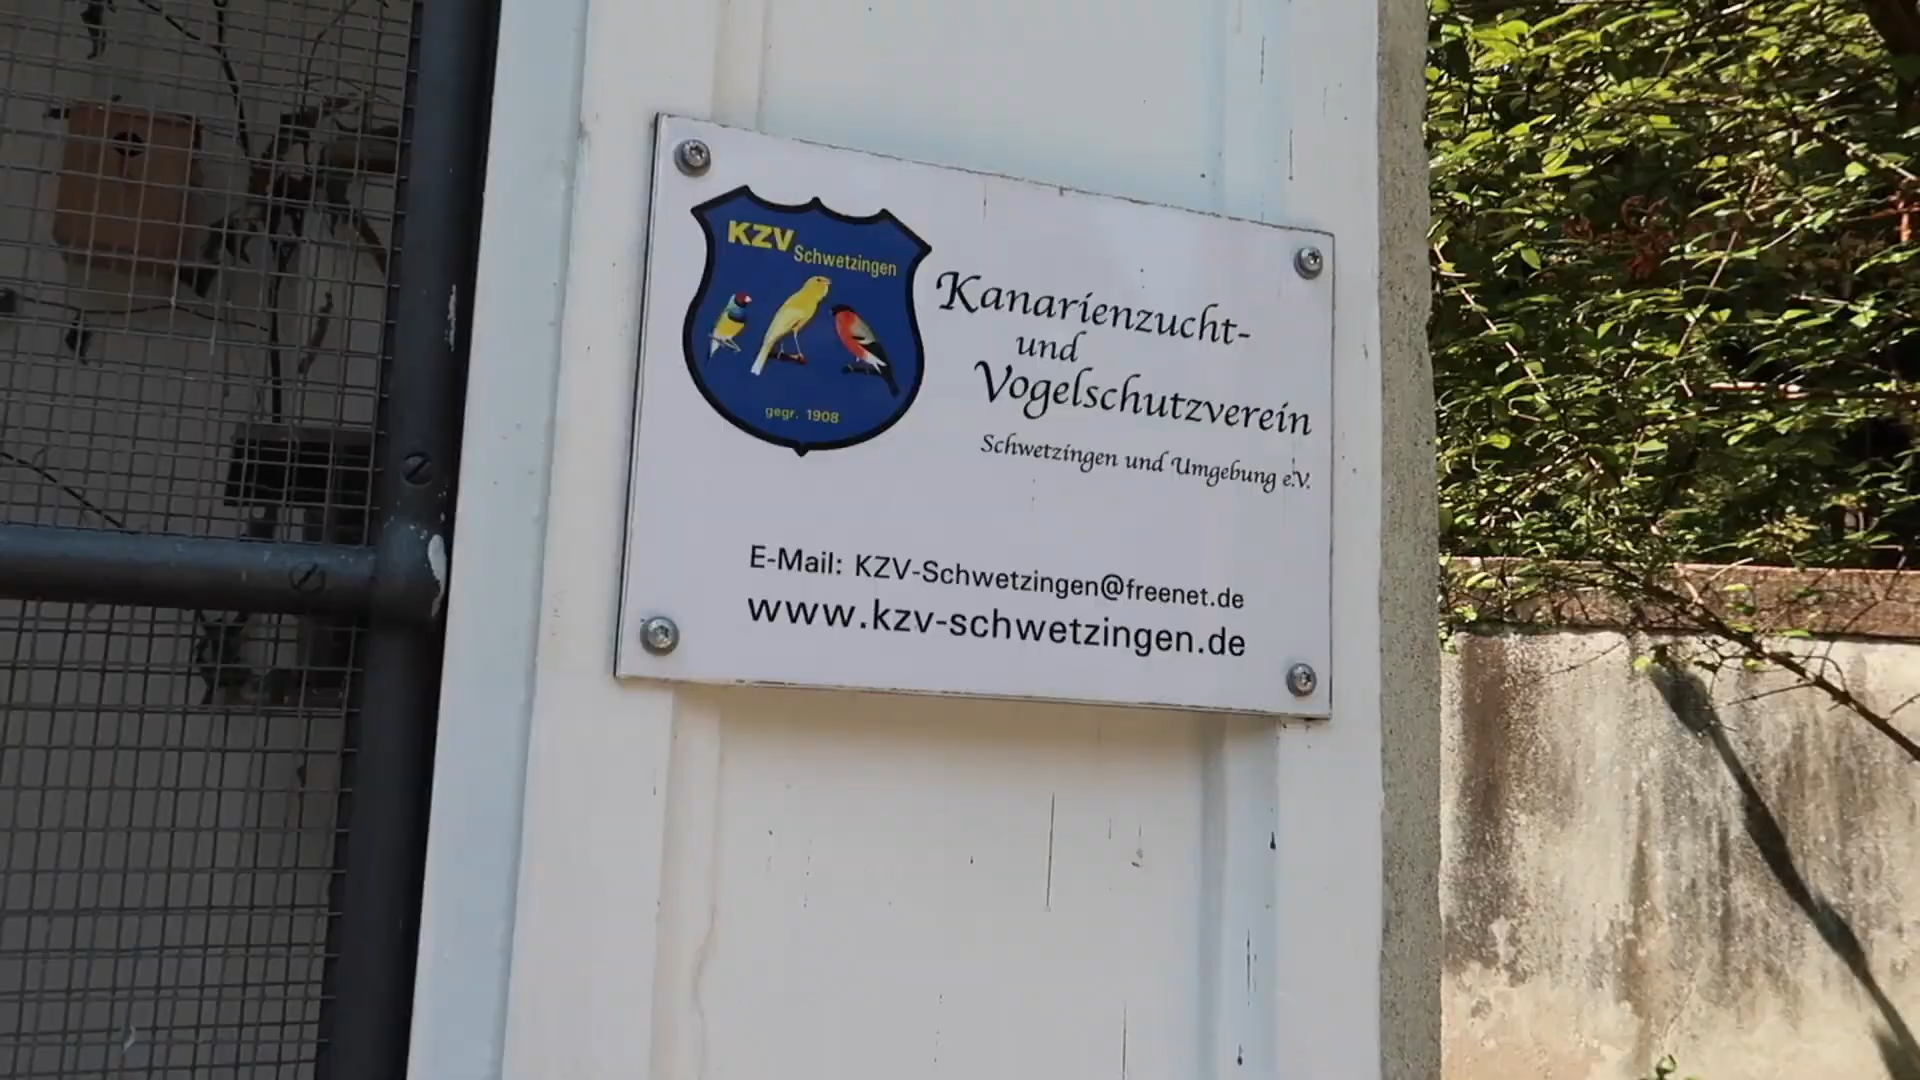 KZV
Schwetzingen
gegr. 1908
Kanarienzucht-
und
Vogelschutzverein
Schwetzingen und Umgebung e.V.
E-Mail: KZV-Schwetzingen@freenet.de
www.kzv-schwetzingen.de